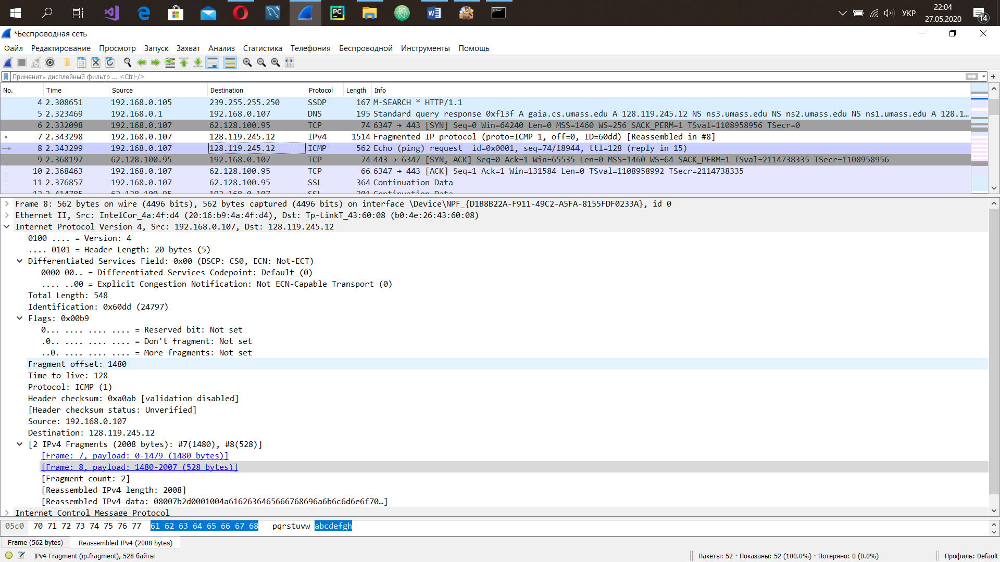 УКР
22:04
27.05.2020
14
*Беспроводная сеть
Файл Редактирование Просмотр Запуск Захват Анализ Статистика Телефония Беспроводной Инструменты Помощь
Применить дисплейный фильтр ... <Ctrl-/>
No. Time Source Destination Protocol Length Info
4 2.308651 192.168.0.105 239.255.255.250 SSDP 167 M-SEARCH * HTTP/1.1
5 2.323469 192.168.0.1 192.168.0.107 DNS 195 Standard query response 0xf13f A gaia.cs.umass.edu A 128.119.245.12 NS ns3.umass.edu NS ns2.umass.edu NS ns1.umass.edu A 128.1…
6 2.332098 192.168.0.107 62.128.100.95 TCP 74 6347 → 443 [SYN] Seq=0 Win=64240 Len=0 MSS=1460 WS=256 SACK_PERM=1 TSval=1108958956 TSecr=0
7 2.343298 192.168.0.107 128.119.245.12 IPv4 1514 Fragmented IP protocol (proto=ICMP 1, off=0, ID=60dd) [Reassembled in #8]
8 2.343299 192.168.0.107 128.119.245.12 ICMP 562 Echo (ping) request id=0x0001, seq=74/18944, ttl=128 (reply in 15)
9 2.368197 62.128.100.95 192.168.0.107 TCP 74 443 → 6347 [SYN, ACK] Seq=0 Ack=1 Win=65535 Len=0 MSS=1460 WS=64 SACK_PERM=1 TSval=2114738335 TSecr=1108958956
10 2.368463 192.168.0.107 62.128.100.95 TCP 66 6347 → 443 [ACK] Seq=1 Ack=1 Win=131584 Len=0 TSval=1108958992 TSecr=2114738335
11 2.376857 192.168.0.107 62.128.100.95 SSL 364 Continuation Data
12 2.414785 62.128.100.95 192.168.0.107 SSL 201 Continuation Data
Frame 8: 562 bytes on wire (4496 bits), 562 bytes captured (4496 bits) on interface \Device\NPF_{D1B8B22A-F911-49C2-A5FA-8155FDF0233A}, id 0
Ethernet II, Src: IntelCor_4a:4f:d4 (20:16:b9:4a:4f:d4), Dst: Tp-LinkT_43:60:08 (b0:4e:26:43:60:08)
Internet Protocol Version 4, Src: 192.168.0.107, Dst: 128.119.245.12
0100 .... = Version: 4
.... 0101 = Header Length: 20 bytes (5)
Differentiated Services Field: 0x00 (DSCP: CS0, ECN: Not-ECT)
0000 00.. = Differentiated Services Codepoint: Default (0)
.... ..00 = Explicit Congestion Notification: Not ECN-Capable Transport (0)
Total Length: 548
Identification: 0x60dd (24797)
Flags: 0x00b9
0... .... .... .... = Reserved bit: Not set
.0.. .... .... .... = Don't fragment: Not set
..0. .... .... .... = More fragments: Not set
Fragment offset: 1480
Time to live: 128
Protocol: ICMP (1)
Header checksum: 0xa0ab [validation disabled]
[Header checksum status: Unverified]
Source: 192.168.0.107
Destination: 128.119.245.12
[2 IPv4 Fragments (2008 bytes): #7(1480), #8(528)]
[Frame: 7, payload: 0-1479 (1480 bytes)]
[Frame: 8, payload: 1480-2007 (528 bytes)]
[Fragment count: 2]
[Reassembled IPv4 length: 2008]
[Reassembled IPv4 data: 08007b2d0001004a6162636465666768696a6b6c6d6e6f70…]
Internet Control Message Protocol
05c0 70 71 72 73 74 75 76 77 61 62 63 64 65 66 67 68 pqrstuvw abcdefgh
Frame (562 bytes) Reassembled IPv4 (2008 bytes)
IPv4 Fragment (ip.fragment), 528 байты Пакеты: 52 · Показаны: 52 (100.0%) · Потеряно: 0 (0.0%) Профиль: Default